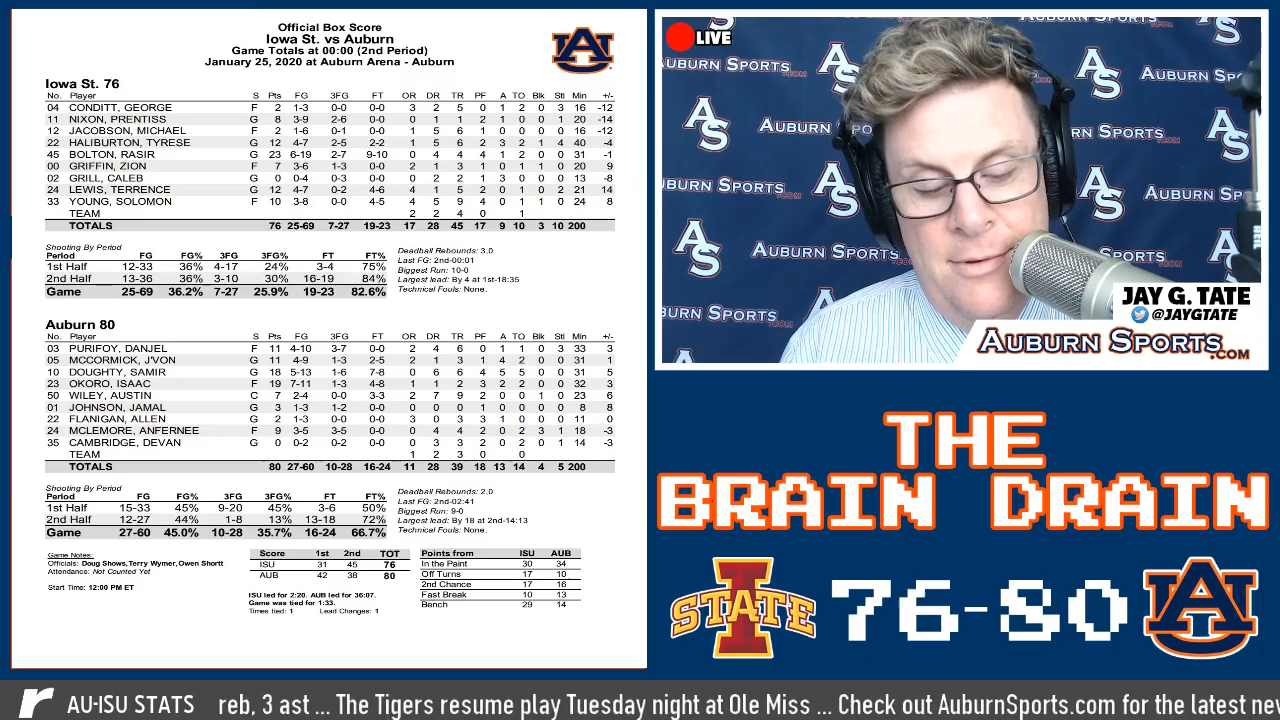 Official Box Score
Iowa St. vs Auburn
Game Totals at 00:00 (2nd Period)
January 25, 2020 at Auburn Arena - Auburn
Iowa St. 76
No. Player S Pts FG 3FG FT OR DR TR PF A TO Blk Stl Min +/-
04 CONDITT, GEORGE F 2 1-3 0-0 0-0 3 2 5 0 1 2 0 3 16 -12
11 NIXON, PRENTISS G 8 3-9 2-6 0-0 0 1 1 2 1 0 0 1 20 -14
12 JACOBSON, MICHAEL F 2 1-6 0-1 0-0 1 5 6 1 0 0 0 0 16 -12
22 HALIBURTON, TYRESE G 12 4-7 2-5 2-2 1 5 6 2 3 2 1 4 40 -4
45 BOLTON, RASIR G 23 6-19 2-7 9-10 0 4 4 4 1 2 0 0 31 -1
00 GRIFFIN, ZION F 7 3-6 1-3 0-0 2 1 3 1 0 1 1 0 20 9
02 GRILL, CALEB G 0 0-4 0-3 0-0 0 2 2 1 3 0 0 0 13 -8
24 LEWIS, TERRENCE G 12 4-7 0-2 4-6 4 1 5 2 0 1 0 2 21 14
33 YOUNG, SOLOMON F 10 3-8 0-0 4-5 4 5 9 4 0 1 1 0 24 8
TEAM 2 2 4 0 1
TOTALS 76 25-69 7-27 19-23 17 28 45 17 9 10 3 10 200
Shooting By Period
Period FG FG% 3FG 3FG% FT FT%
1st Half 12-33 36% 4-17 24% 3-4 75%
2nd Half 13-36 36% 3-10 30% 16-19 84%
Game 25-69 36.2% 7-27 25.9% 19-23 82.6%
Deadball Rebounds: 3,0
Last FG: 2nd-00:01
Biggest Run: 10-0
Largest lead: By 4 at 1st-18:35
Technical Fouls: None.
Auburn 80
No. Player S Pts FG 3FG FT OR DR TR PF A TO Blk Stl Min +/-
03 PURIFOY, DANJEL F 11 4-10 3-7 0-0 2 4 6 0 1 1 0 3 33 3
05 MCCORMICK, J'VON G 11 4-9 1-3 2-5 2 1 3 1 4 2 0 0 31 1
10 DOUGHTY, SAMIR G 18 5-13 1-6 7-8 0 6 6 4 5 5 0 0 31 5
23 OKORO, ISAAC F 19 7-11 1-3 4-8 1 1 2 3 2 2 0 0 32 3
50 WILEY, AUSTIN C 7 2-4 0-0 3-3 2 7 9 2 0 0 1 0 23 6
01 JOHNSON, JAMAL G 3 1-3 1-2 0-0 0 0 0 1 0 0 0 0 8 8
22 FLANIGAN, ALLEN G 2 1-3 0-0 0-0 3 0 3 3 1 0 0 0 11 0
24 MCLEMORE, ANFERNEE F 9 3-5 3-5 0-0 0 4 4 2 0 2 3 1 18 -3
35 CAMBRIDGE, DEVAN G 0 0-2 0-2 0-0 0 3 3 2 0 2 0 1 14 -3
TEAM 1 2 3 0 0
TOTALS 80 27-60 10-28 16-24 11 28 39 18 13 14 4 5 200
Shooting By Period
Period FG FG% 3FG 3FG% FT FT%
1st Half 15-33 45% 9-20 45% 3-6 50%
2nd Half 12-27 44% 1-8 13% 13-18 72%
Game 27-60 45.0% 10-28 35.7% 16-24 66.7%
Deadball Rebounds: 2,0
Last FG: 2nd-02:41
Biggest Run: 9-0
Largest lead: By 18 at 2nd-14:13
Technical Fouls: None.
Game Notes:
Officials: Doug Shows,Terry Wymer,Owen Shortt
Attendance: Not Counted Yet
Start Time: 12:00 PM ET
Score 1st 2nd TOT
ISU 31 45 76
AUB 42 38 80
ISU led for 2:20. AUB led for 36:07.
Game was tied for 1:33.
Times tied: 1 Lead Changes: 1
Points from ISU AUB
In the Paint 30 34
Off Turns 17 10
2nd Chance 17 16
Fast Break 10 13
Bench 29 14
LIVE
AUBURN SPORTS
JAY G. TATE
@JAYGTATE
AUBURN SPORTS.COM
THE
BRAIN DRAIN
I STATE 76-80 AU
r AU-ISU STATS reb, 3 ast ... The Tigers resume play Tuesday night at Ole Miss ... Check out AuburnSports.com for the latest